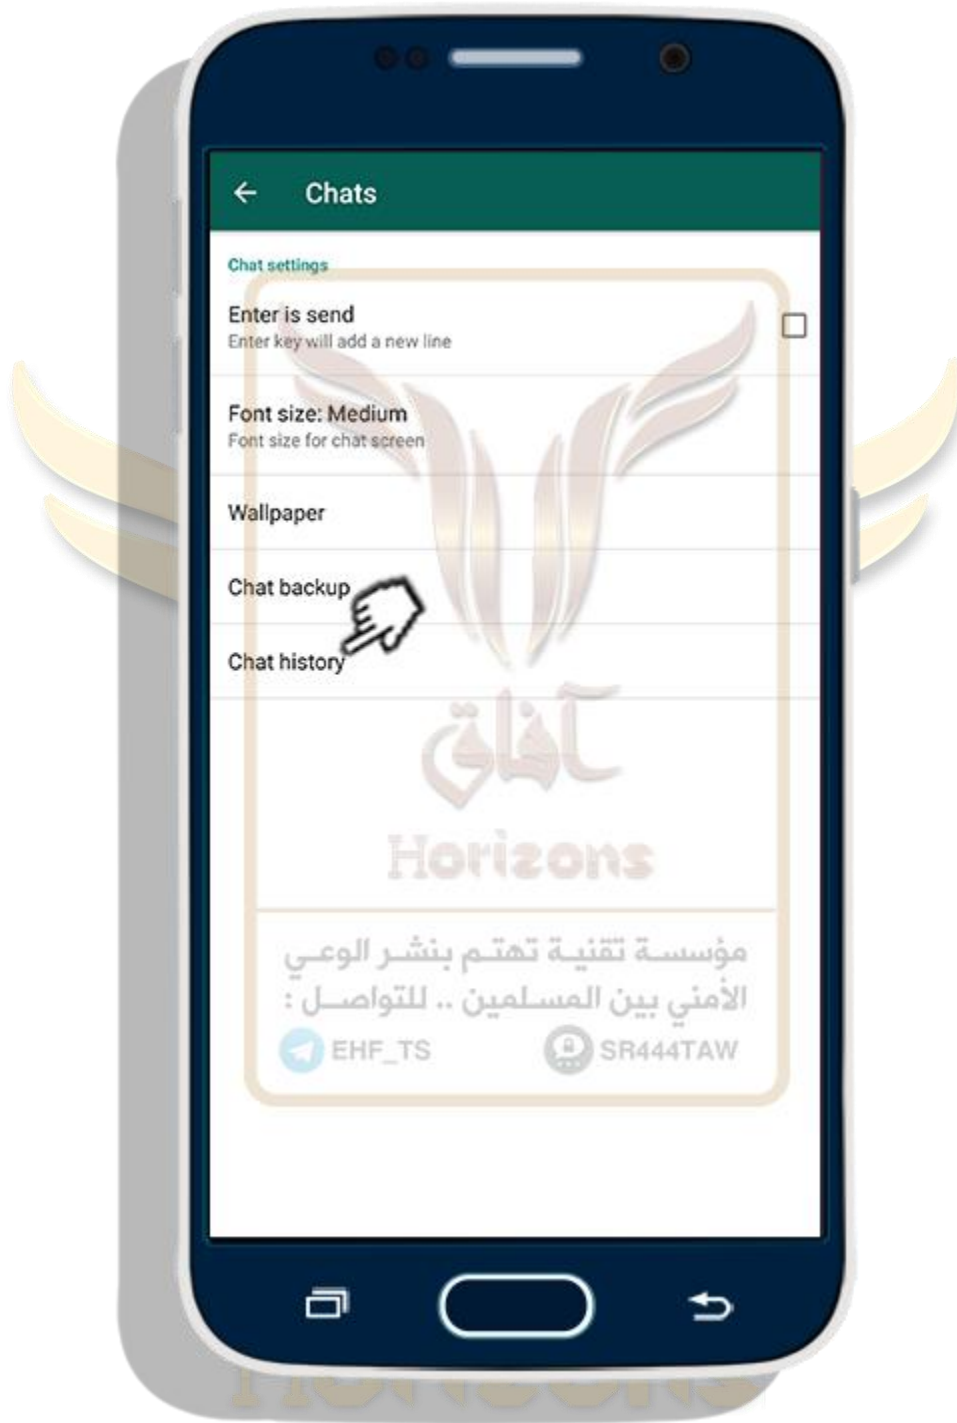 Chats
Chat settings
Enter is send
Enter key will add a new line
Font size: Medium
Font size for chat screen
Wallpaper
Chat backup
Chat history
آفاق
Horizons
مؤسسة تقنية تهتم بنشر الوعي
الأمني بين المسلمين .. للتواصل :
EHF_TS SR444TAW
Horizons